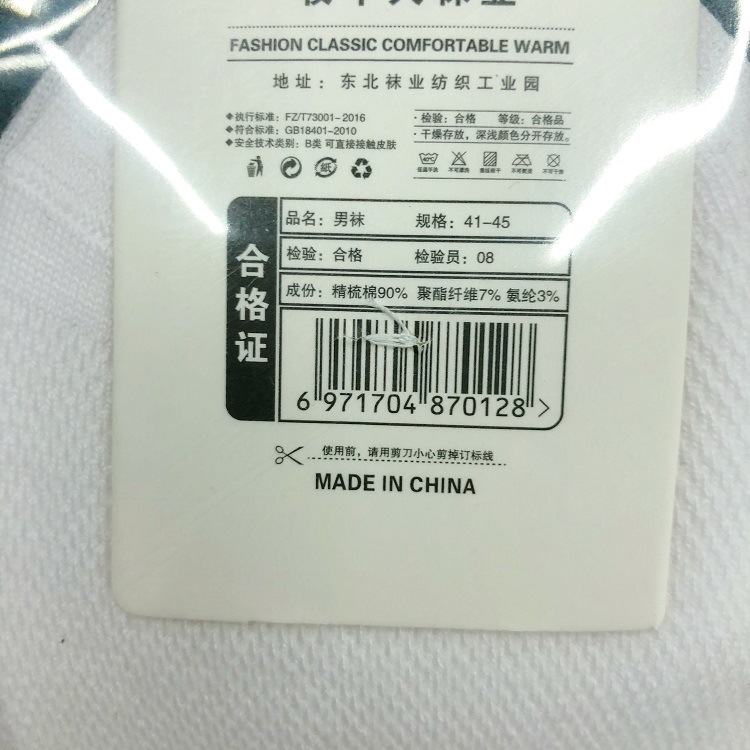 FASHION CLASSIC COMFORTABLE WARM
地址：东北袜业纺织工业园
◆执行标准：FZ/T73001-2016
◆符合标准：GB18401-2010
◆安全技术类别：B类 可直接接触皮肤
·检验：合格 等级：合格品
·干燥存放，深浅颜色分开存放。
合格证
品名：男袜 规格：41-45
检验：合格 检验员：08
成份：精梳棉90% 聚酯纤维7% 氨纶3%
6 971704 870128 >
使用前，请用剪刀小心剪掉订标线
MADE IN CHINA